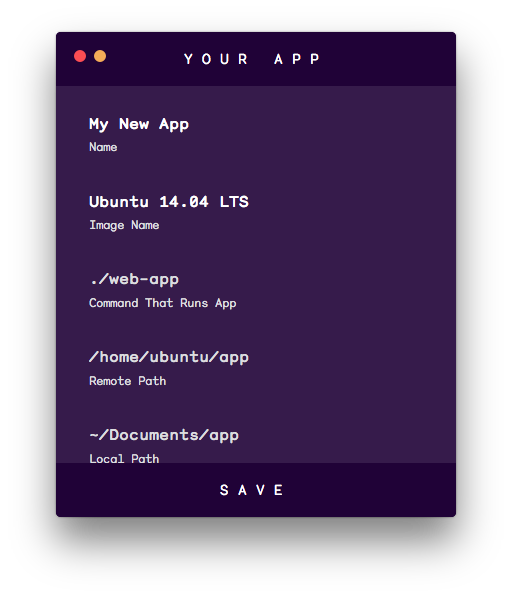 YOUR APP
My New App
Name
Ubuntu 14.04 LTS
Image Name
./web-app
Command That Runs App
/home/ubuntu/app
Remote Path
~/Documents/app
Local Path
SAVE